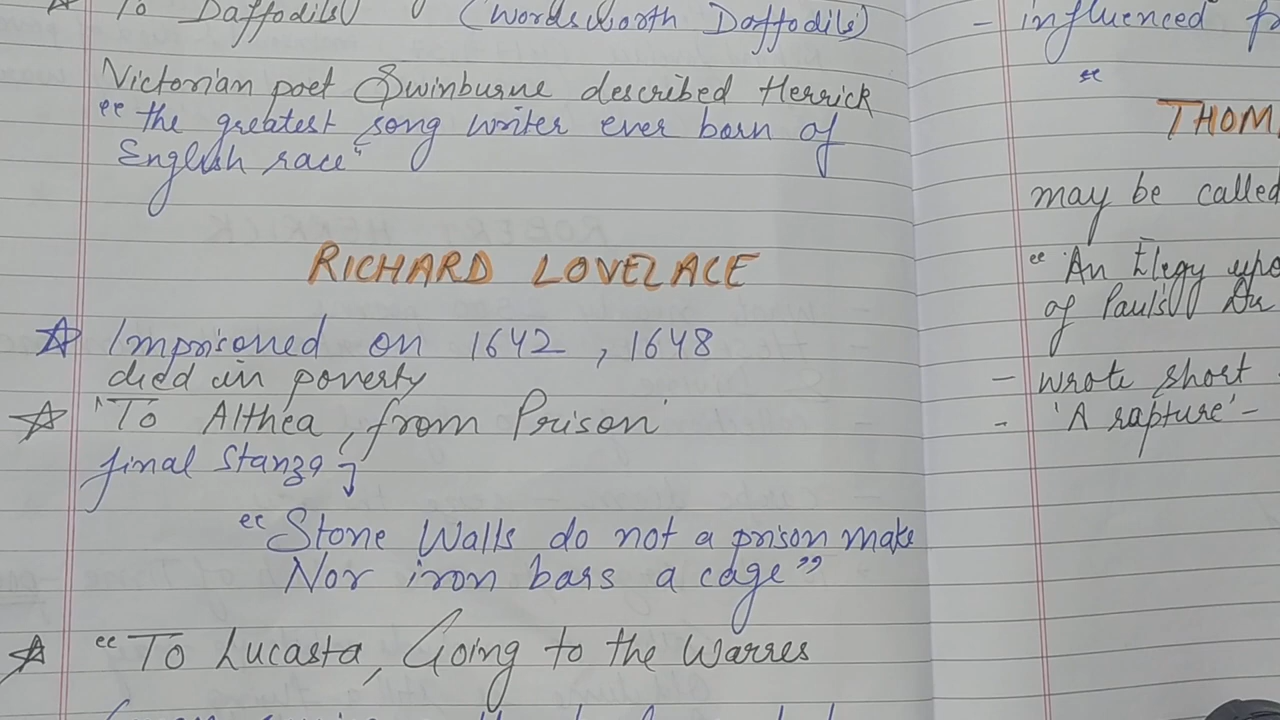 To Daffodils (Wordsworth Daffodils)
Victorian poet Swinburne described Herrick
"the greatest song writer ever born of
English race"
RICHARD LOVELACE
Imprisoned on 1642, 1648
died in poverty
'To Althea, from Prison'
final Stanza
"Stone Walls do not a prison make
Nor iron bars a cage"
"To Lucasta, Going to the Warres
- influenced
"
THOM
may be called
"An Elegy upo
of Paul's
- wrote short
- 'A rapture' -